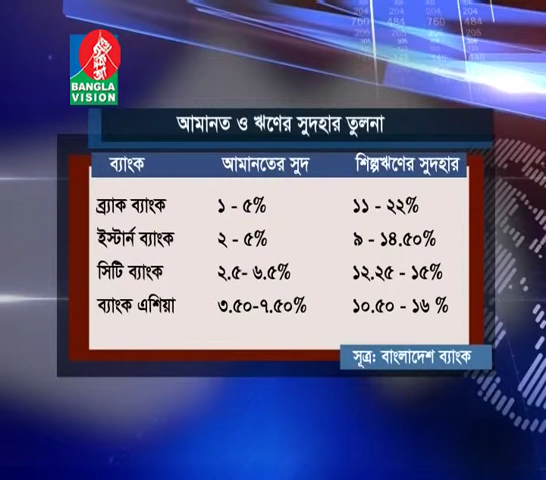 BANGLA
VISION
আমানত ও ঋণের সুদহার তুলনা
ব্যাংক আমানতের সুদ শিল্পঋণের সুদহার
ব্র্যাক ব্যাংক ১ - ৫% ১১ - ২২%
ইস্টার্ন ব্যাংক ২ - ৫% ৯ - ১৪.৫০%
সিটি ব্যাংক ২.৫- ৬.৫% ১২.২৫ - ১৫%
ব্যাংক এশিয়া ৩.৫০-৭.৫০% ১০.৫০ - ১৬ %
সূত্র: বাংলাদেশ ব্যাংক